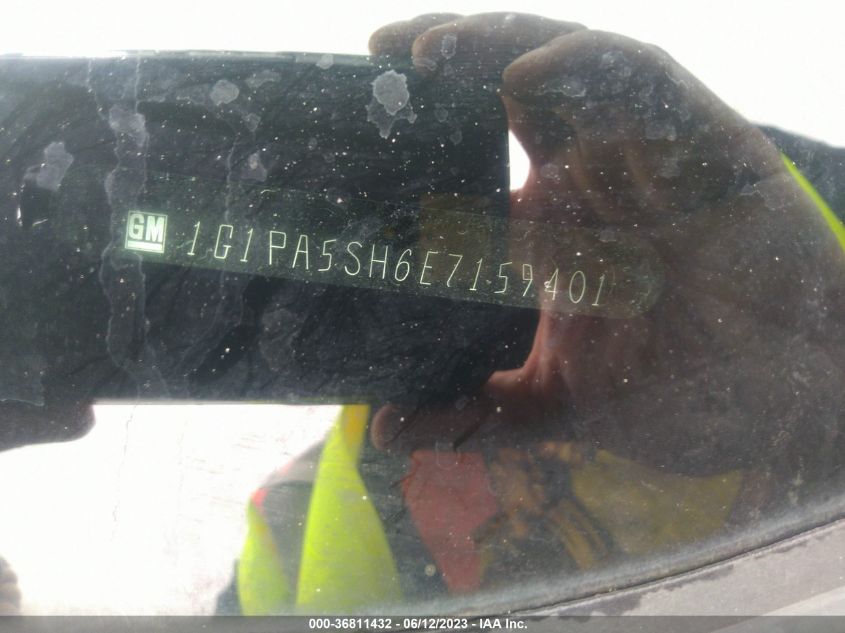 GM 1G1PA5SH6E7159401
000-36811432 - 06/12/2023 - IAA Inc.